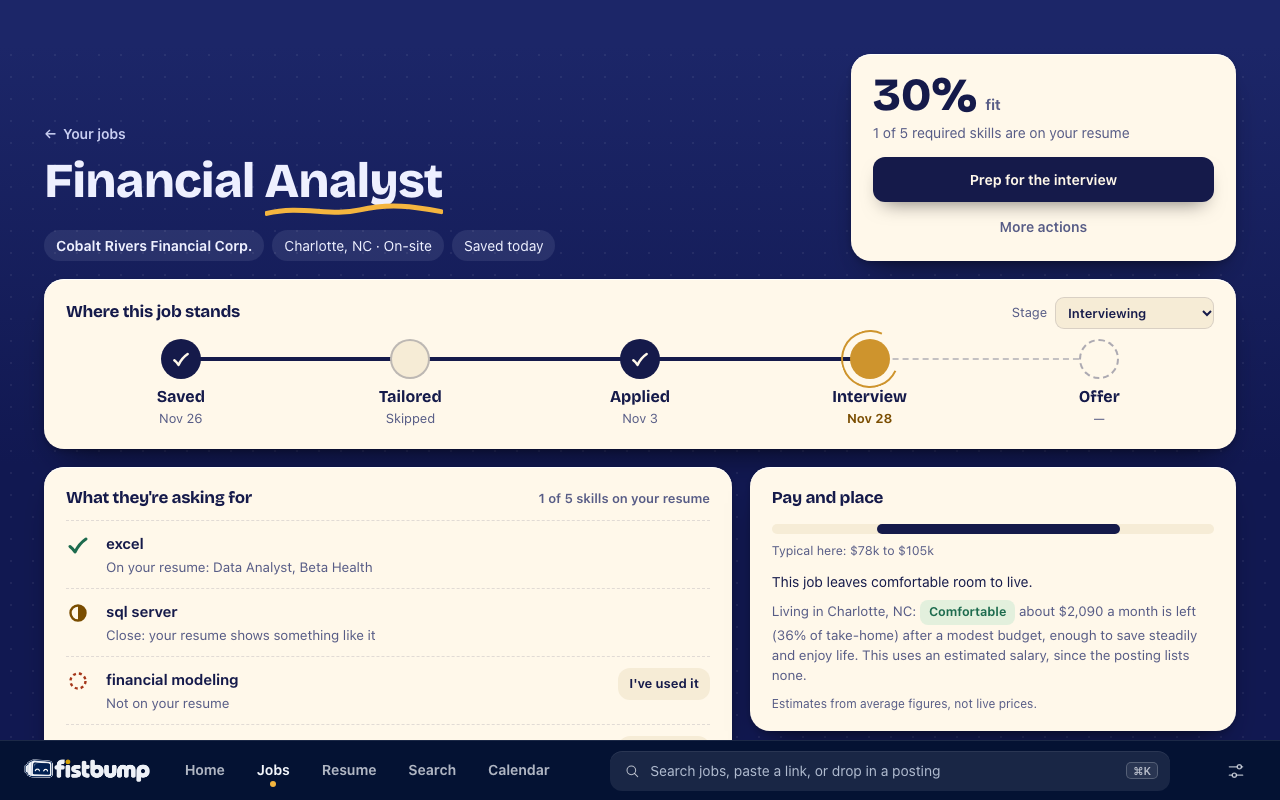 ← Your jobs
Financial Analyst
Cobalt Rivers Financial Corp.
Charlotte, NC · On-site
Saved today
30% fit
1 of 5 required skills are on your resume
Prep for the interview
More actions
Where this job stands
Stage
Interviewing
Saved
Nov 26
Tailored
Skipped
Applied
Nov 3
Interview
Nov 28
Offer
—
What they're asking for
1 of 5 skills on your resume
excel
On your resume: Data Analyst, Beta Health
sql server
Close: your resume shows something like it
financial modeling
Not on your resume
I've used it
Pay and place
Typical here: $78k to $105k
This job leaves comfortable room to live.
Living in Charlotte, NC: Comfortable about $2,090 a month is left
(36% of take-home) after a modest budget, enough to save steadily
and enjoy life. This uses an estimated salary, since the posting lists
none.
Estimates from average figures, not live prices.
fistbump
Home
Jobs
Resume
Search
Calendar
Search jobs, paste a link, or drop in a posting
⌘K